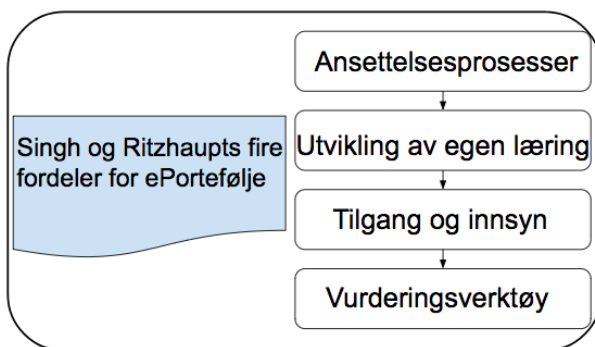 Singh og Ritzhaupts fire
fordeler for ePortefølje
Ansettelsesprosesser
Utvikling av egen læring
Tilgang og innsyn
Vurderingsverktøy